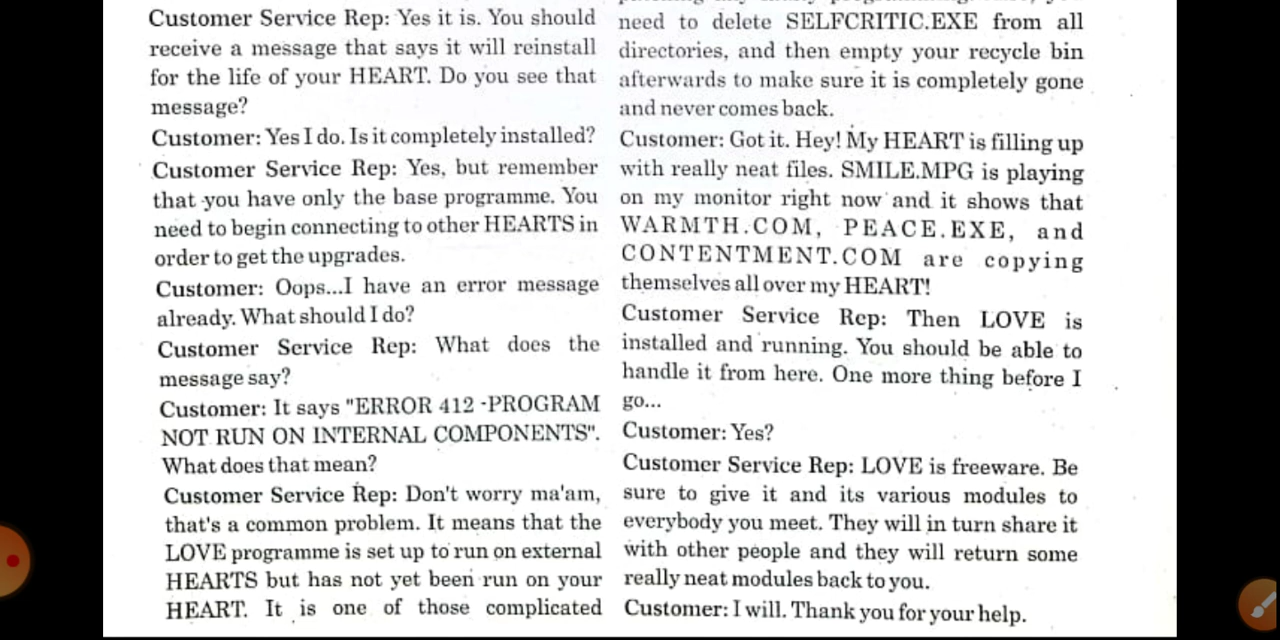 Customer Service Rep: Yes it is. You should
receive a message that says it will reinstall
for the life of your HEART. Do you see that
message?
Customer: Yes I do. Is it completely installed?
Customer Service Rep: Yes, but remember
that you have only the base programme. You
need to begin connecting to other HEARTS in
order to get the upgrades.
Customer: Oops...I have an error message
already. What should I do?
Customer Service Rep: What does the
message say?
Customer: It says "ERROR 412 -PROGRAM
NOT RUN ON INTERNAL COMPONENTS".
What does that mean?
Customer Service Rep: Don't worry ma'am,
that's a common problem. It means that the
LOVE programme is set up to run on external
HEARTS but has not yet been run on your
HEART. It is one of those complicated
need to delete SELFCRITIC.EXE from all
directories, and then empty your recycle bin
afterwards to make sure it is completely gone
and never comes back.
Customer: Got it. Hey! My HEART is filling up
with really neat files. SMILE.MPG is playing
on my monitor right now and it shows that
WARMTH.COM, PEACE.EXE, and
CONTENTMENT.COM are copying
themselves all over my HEART!
Customer Service Rep: Then LOVE is
installed and running. You should be able to
handle it from here. One more thing before I
go...
Customer: Yes?
Customer Service Rep: LOVE is freeware. Be
sure to give it and its various modules to
everybody you meet. They will in turn share it
with other people and they will return some
really neat modules back to you.
Customer: I will. Thank you for your help.